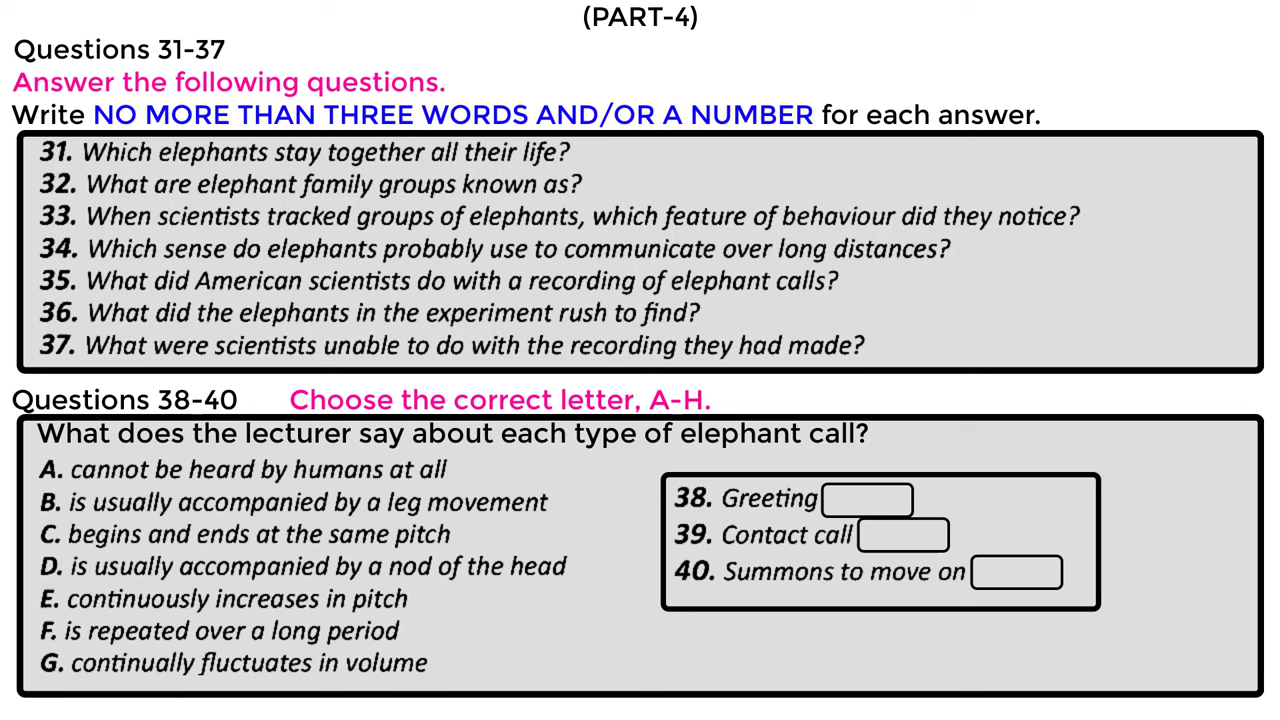 (PART-4)
Questions 31-37
Answer the following questions.
Write NO MORE THAN THREE WORDS AND/OR A NUMBER for each answer.
31. Which elephants stay together all their life?
32. What are elephant family groups known as?
33. When scientists tracked groups of elephants, which feature of behaviour did they notice?
34. Which sense do elephants probably use to communicate over long distances?
35. What did American scientists do with a recording of elephant calls?
36. What did the elephants in the experiment rush to find?
37. What were scientists unable to do with the recording they had made?
Questions 38-40 Choose the correct letter, A-H.
What does the lecturer say about each type of elephant call?
A. cannot be heard by humans at all
B. is usually accompanied by a leg movement
C. begins and ends at the same pitch
D. is usually accompanied by a nod of the head
E. continuously increases in pitch
F. is repeated over a long period
G. continually fluctuates in volume
38. Greeting
39. Contact call
40. Summons to move on